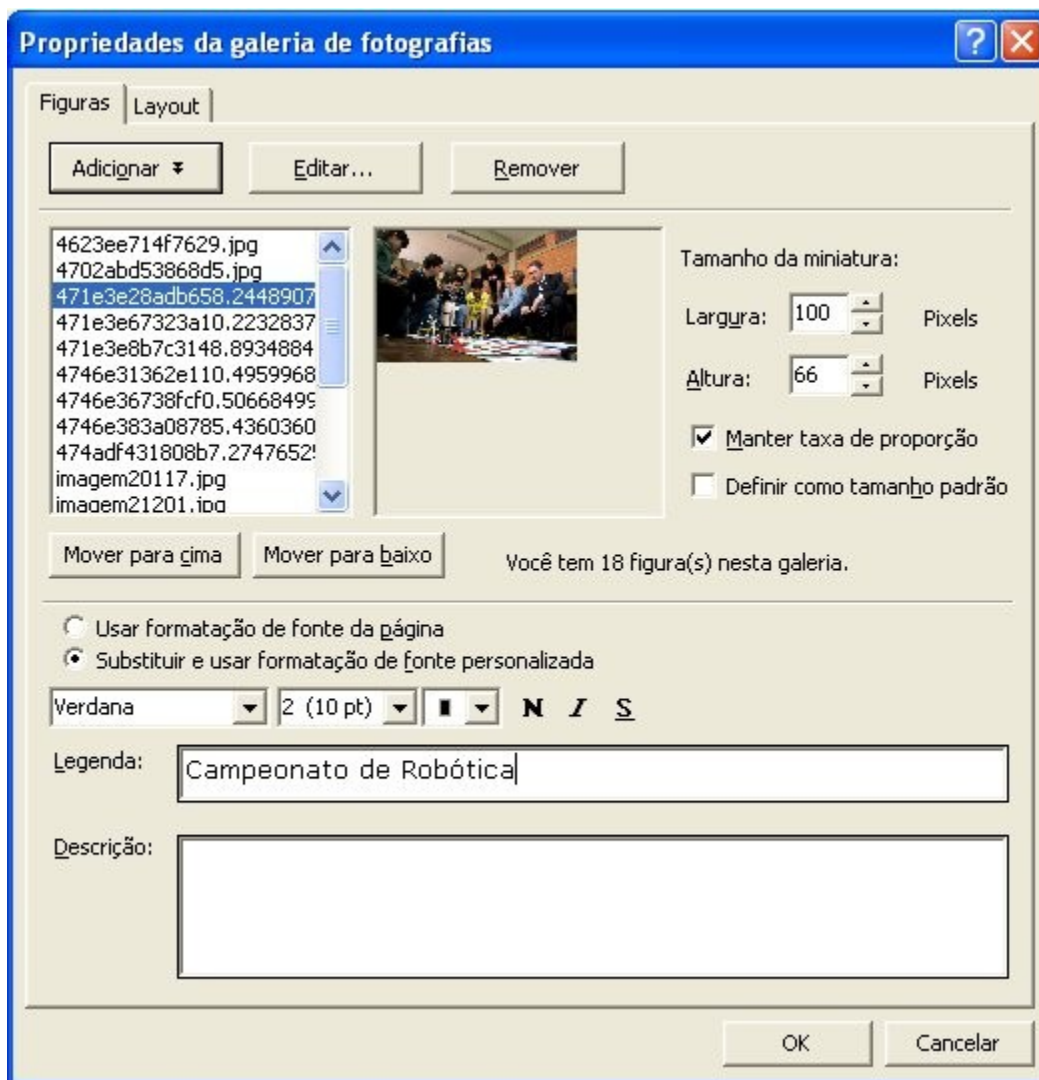 Propriedades da galeria de fotografias
Figuras
Layout
Adicionar
Editar...
Remover
4623ee714f7629.jpg
4702abd53868d5.jpg
471e3e28adb658.2448907
471e3e67323a10.2232837
471e3e8b7c3148.8934884
4746e31362e110.4959968
4746e36738fcf0.50668499
4746e383a08785.4360360
474adf431808b7.2747652
imagem20117.jpg
imagem21201.jpg
Tamanho da miniatura:
Largura: 100 Pixels
Altura: 66 Pixels
Manter taxa de proporção
Definir como tamanho padrão
Mover para cima
Mover para baixo
Você tem 18 figura(s) nesta galeria.
Usar formatação de fonte da página
Substituir e usar formatação de fonte personalizada
Verdana
2 (10 pt)
N I S
Legenda: Campeonato de Robótica
Descrição:
OK
Cancelar